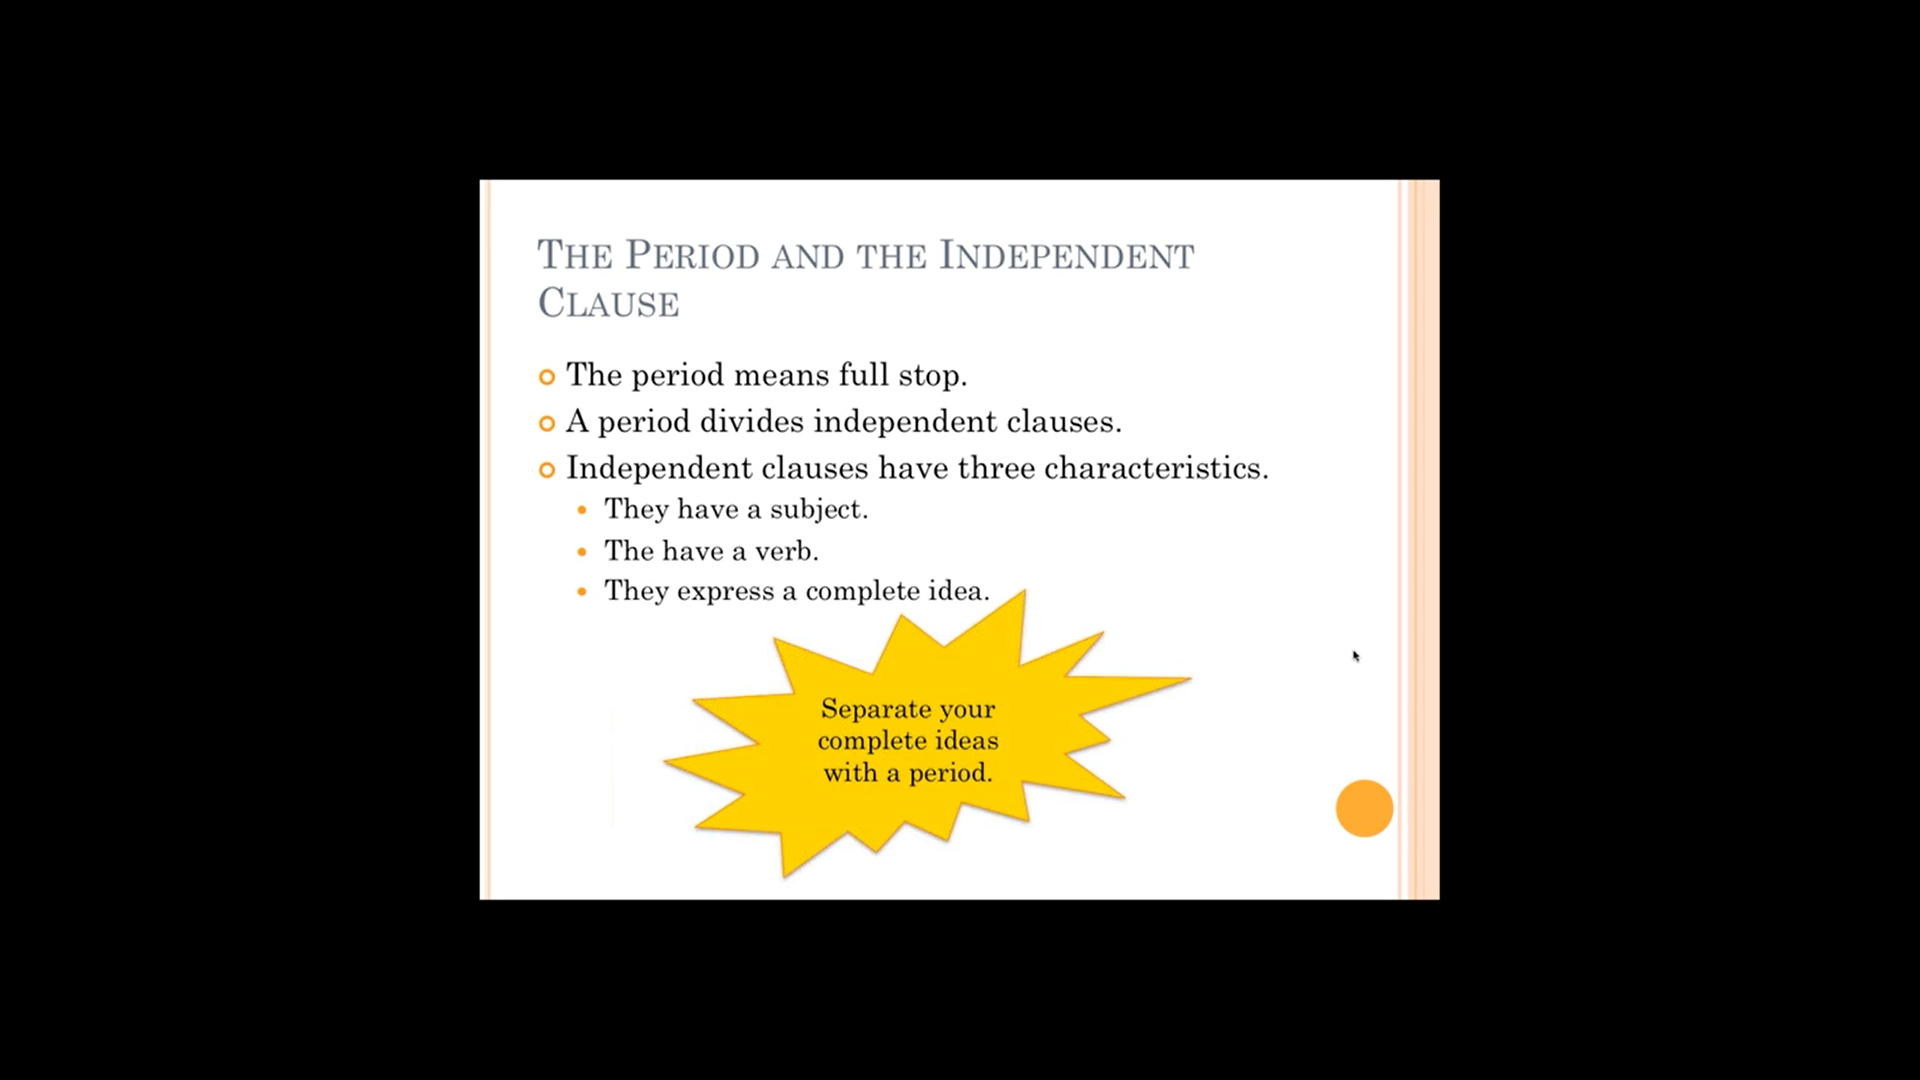 The Period and the Independent
Clause
The period means full stop.
A period divides independent clauses.
Independent clauses have three characteristics.
They have a subject.
The have a verb.
They express a complete idea.
Separate your
complete ideas
with a period.